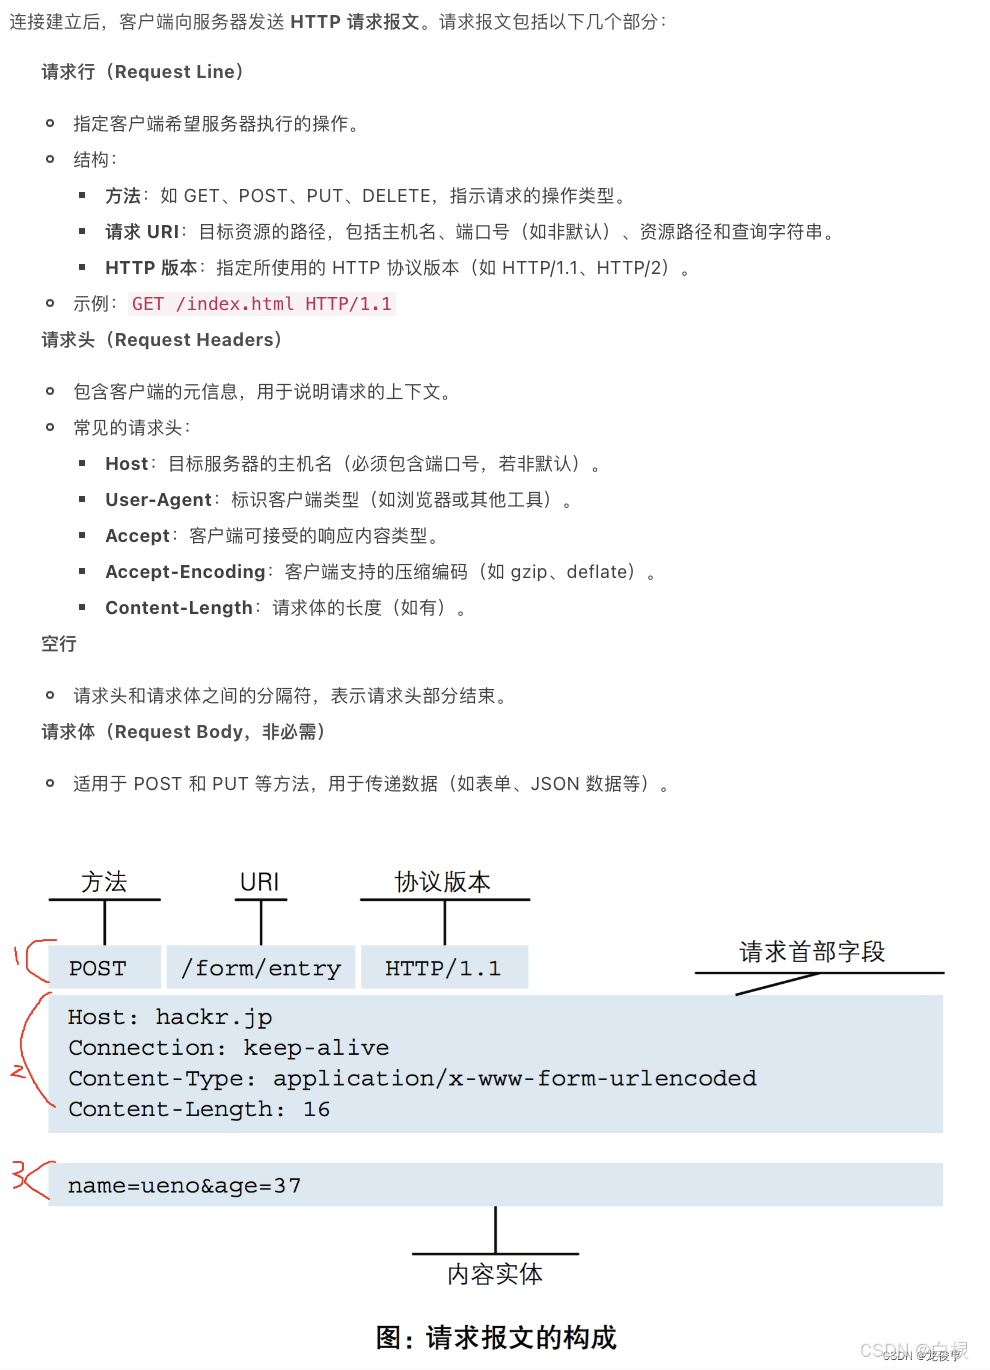 连接建立后，客户端向服务器发送 HTTP 请求报文。请求报文包括以下几个部分：
请求行（Request Line）
指定客户端希望服务器执行的操作。
结构：
方法：如 GET、POST、PUT、DELETE，指示请求的操作类型。
请求 URI：目标资源的路径，包括主机名、端口号（如非默认）、资源路径和查询字符串。
HTTP 版本：指定所使用的 HTTP 协议版本（如 HTTP/1.1、HTTP/2）。
示例：GET /index.html HTTP/1.1
请求头（Request Headers）
包含客户端的元信息，用于说明请求的上下文。
常见的请求头：
Host：目标服务器的主机名（必须包含端口号，若非默认）。
User-Agent：标识客户端类型（如浏览器或其他工具）。
Accept：客户端可接受的响应内容类型。
Accept-Encoding：客户端支持的压缩编码（如 gzip、deflate）。
Content-Length：请求体的长度（如有）。
空行
请求头和请求体之间的分隔符，表示请求头部分结束。
请求体（Request Body，非必需）
适用于 POST 和 PUT 等方法，用于传递数据（如表单、JSON 数据等）。
方法 URI 协议版本
请求首部字段
1 POST /form/entry HTTP/1.1
2
Host: hackr.jp
Connection: keep-alive
Content-Type: application/x-www-form-urlencoded
Content-Length: 16
3 name=ueno&age=37
内容实体
图：请求报文的构成
CSDN @白棂
CSDN @龙俊亨